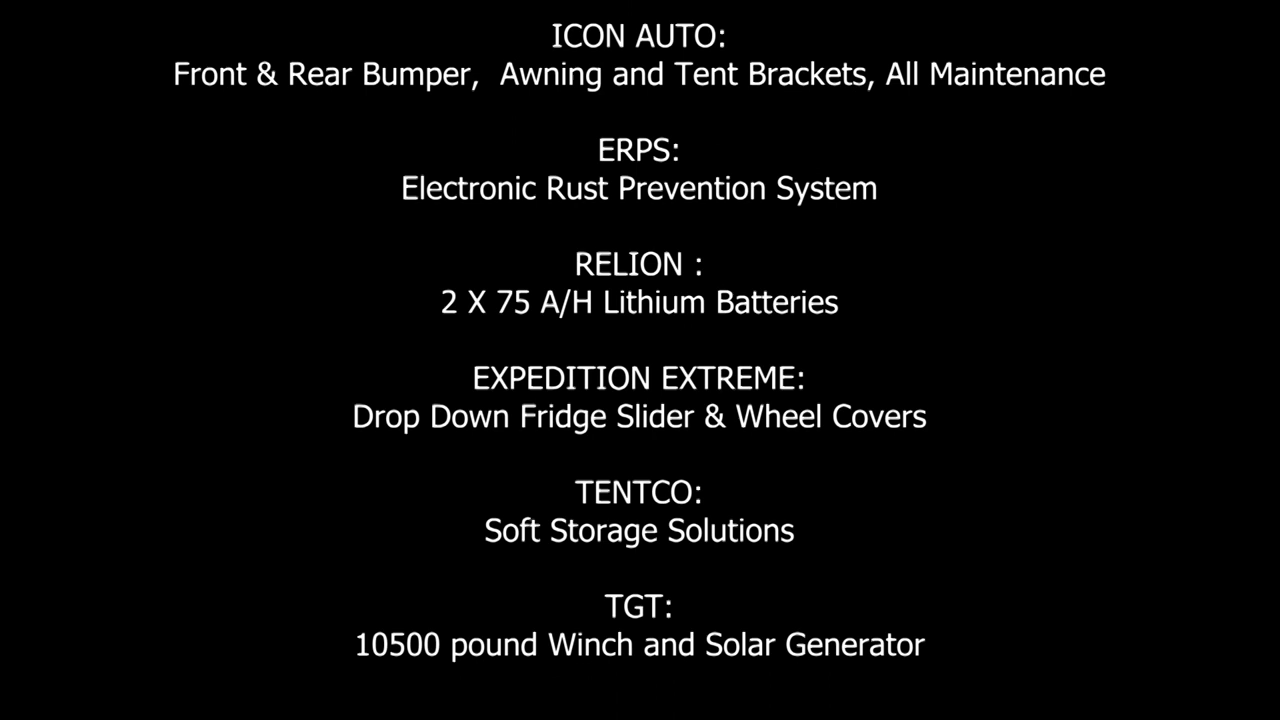 ICON AUTO:
Front & Rear Bumper,  Awning and Tent Brackets, All Maintenance
ERPS:
Electronic Rust Prevention System
RELION :
2 X 75 A/H Lithium Batteries
EXPEDITION EXTREME:
Drop Down Fridge Slider & Wheel Covers
TENTCO:
Soft Storage Solutions
TGT:
10500 pound Winch and Solar Generator